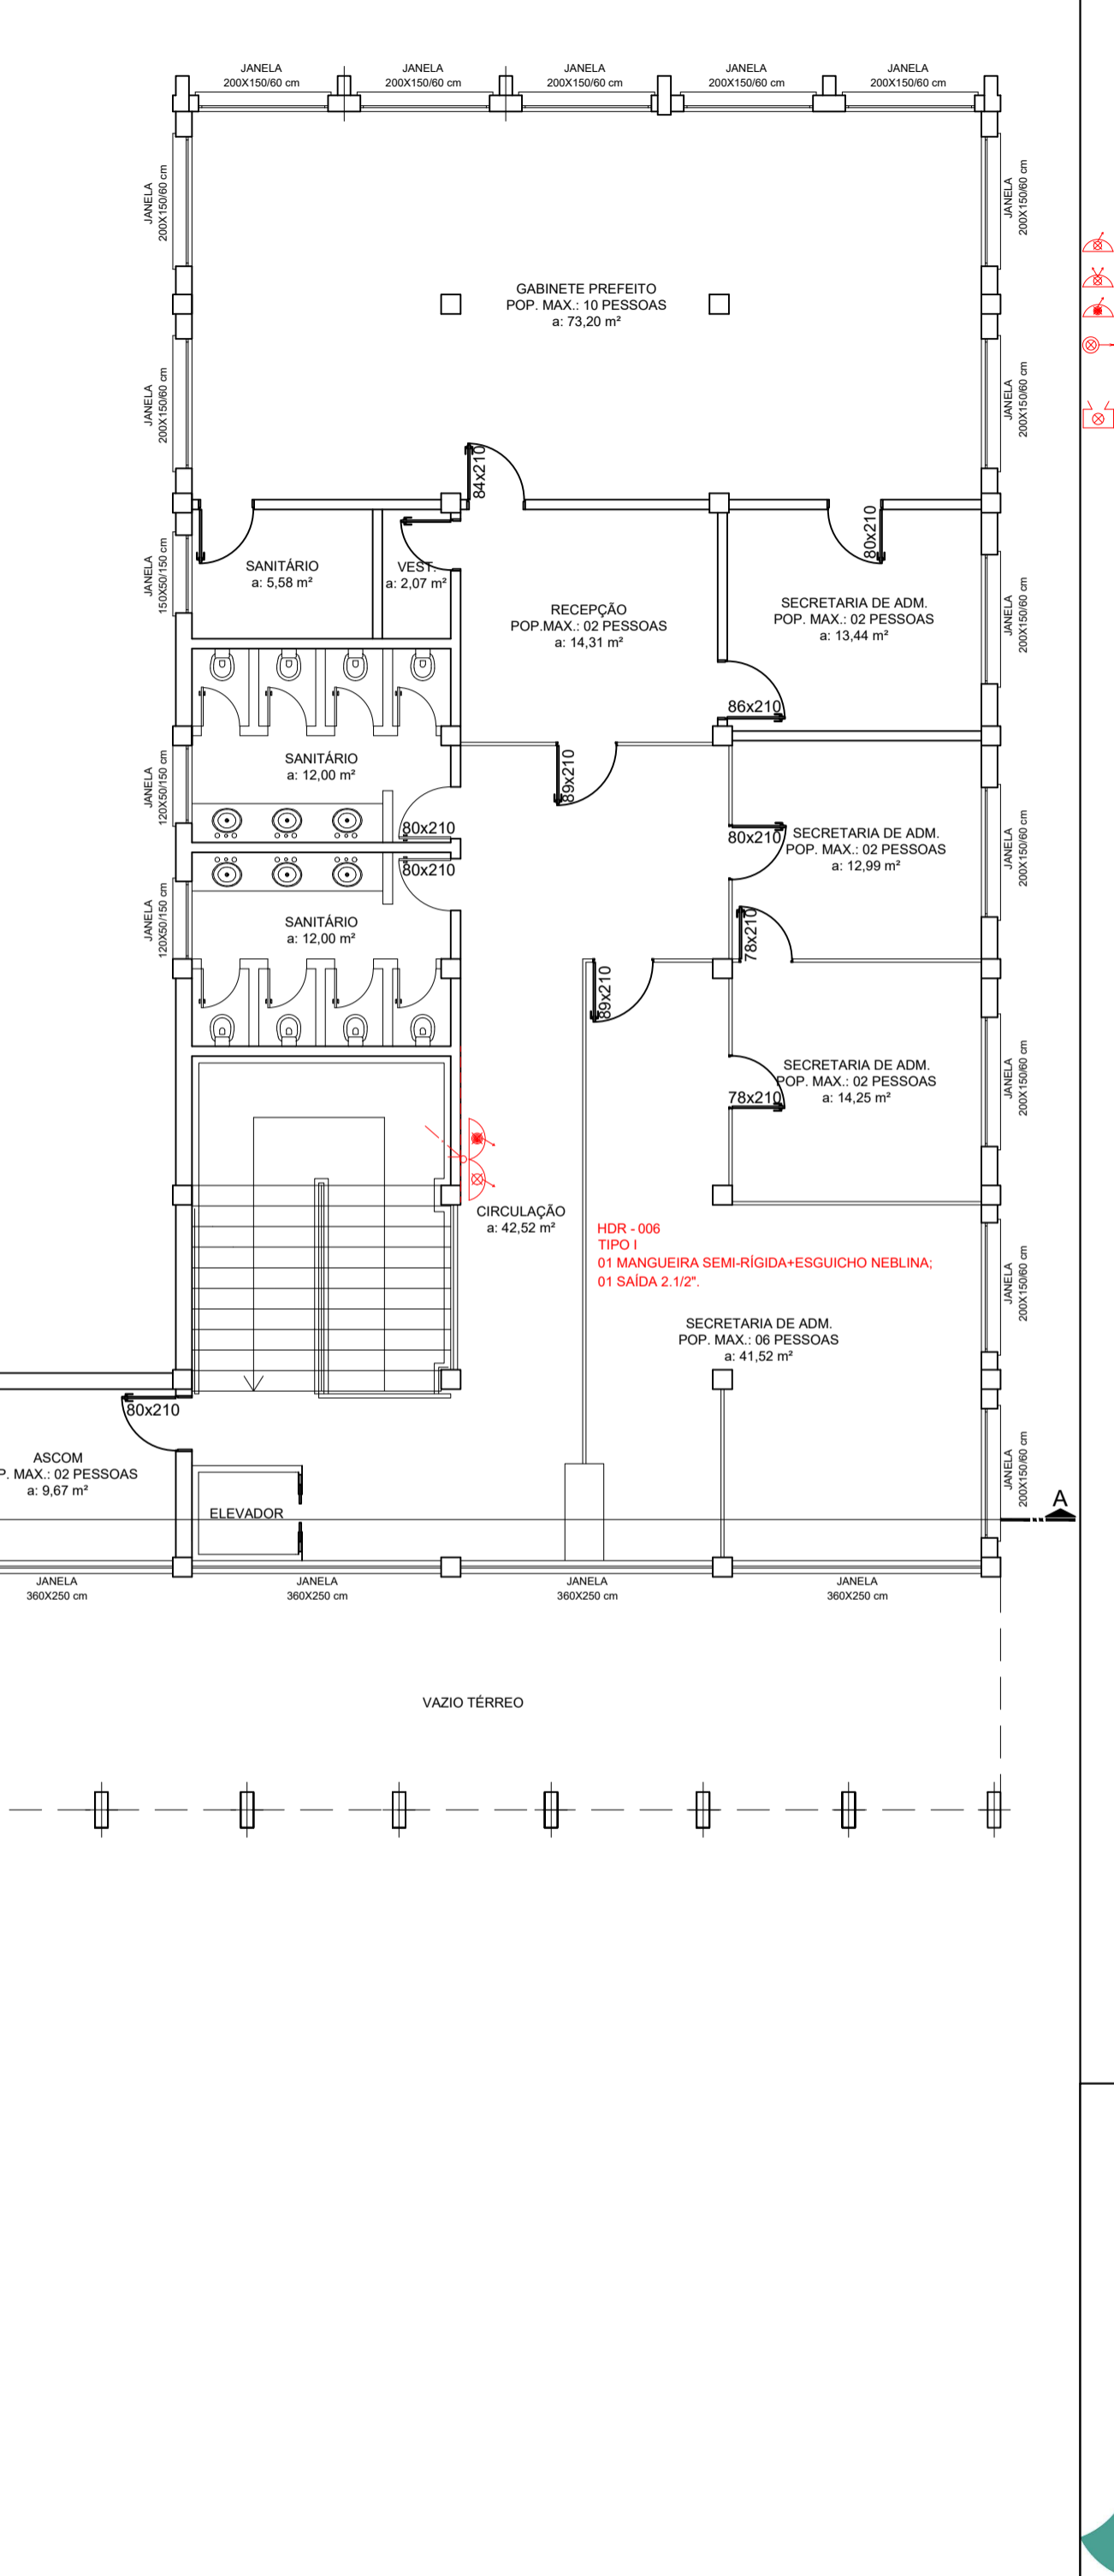 JANELA
200X150/60 cm
JANELA
200X150/60 cm
JANELA
200X150/60 cm
JANELA
200X150/60 cm
JANELA
200X150/60 cm
JANELA
200X150/60 cm
JANELA
200X150/60 cm
GABINETE PREFEITO
POP. MAX.: 10 PESSOAS
a: 73,20 m²
JANELA
200X150/60 cm
JANELA
200X150/60 cm
84x210
80x210
JANELA
150X50/150 cm
SANITÁRIO
a: 5,58 m²
VEST.
a: 2,07 m²
RECEPÇÃO
POP.MAX.: 02 PESSOAS
a: 14,31 m²
SECRETARIA DE ADM.
POP. MAX.: 02 PESSOAS
a: 13,44 m²
JANELA
200X150/60 cm
86x210
SANITÁRIO
a: 12,00 m²
JANELA
120X50/150 cm
89x210
80x210
80x210
80x210
SECRETARIA DE ADM.
POP. MAX.: 02 PESSOAS
a: 12,99 m²
JANELA
200X150/60 cm
SANITÁRIO
a: 12,00 m²
JANELA
120X50/150 cm
78x210
89x210
SECRETARIA DE ADM.
POP. MAX.: 02 PESSOAS
a: 14,25 m²
78x210
JANELA
200X150/60 cm
CIRCULAÇÃO
a: 42,52 m²
HDR - 006
TIPO I
01 MANGUEIRA SEMI-RÍGIDA+ESGUICHO NEBLINA;
01 SAÍDA 2.1/2".
JANELA
200X150/60 cm
SECRETARIA DE ADM.
POP. MAX.: 06 PESSOAS
a: 41,52 m²
80x210
ASCOM
P. MAX.: 02 PESSOAS
a: 9,67 m²
JANELA
200X150/60 cm
ELEVADOR
A
JANELA
360X250 cm
JANELA
360X250 cm
JANELA
360X250 cm
JANELA
360X250 cm
VAZIO TÉRREO